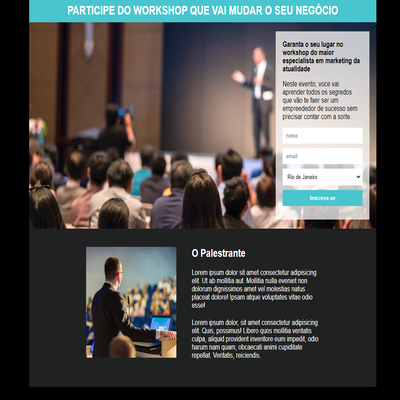 PARTICIPE DO WORKSHOP QUE VAI MUDAR O SEU NEGÓCIO
Garanta o seu lugar no
workshop do maior
especialista em marketing da
atualidade
Neste evento, voce vai
aprender todos os segredos
que vão te faer ser um
empreededor de sucesso sem
precisar contar com a sorte
nome
email
Rio de Janeiro
Inscreva-se
O Palestrante
Lorem ipsum dolor sit amet consectetur adipisicing
elit. Ut ab mollitia aut. Mollitia nulla eveniet non
dolorum dignissimos amet vel molestias natus
placeat dolore! Ipsam atque voluptates vitae odio
esse!
Lorem ipsum dolor sit amet consectetur adipisicing
elit. Quis, possimus! Libero quos mollitia veritatis
culpa, aliquid provident inventore eum impedit, odio
harum nam quam, obcaecati animi cupiditate
repellat. Veritatis, reiciendis.